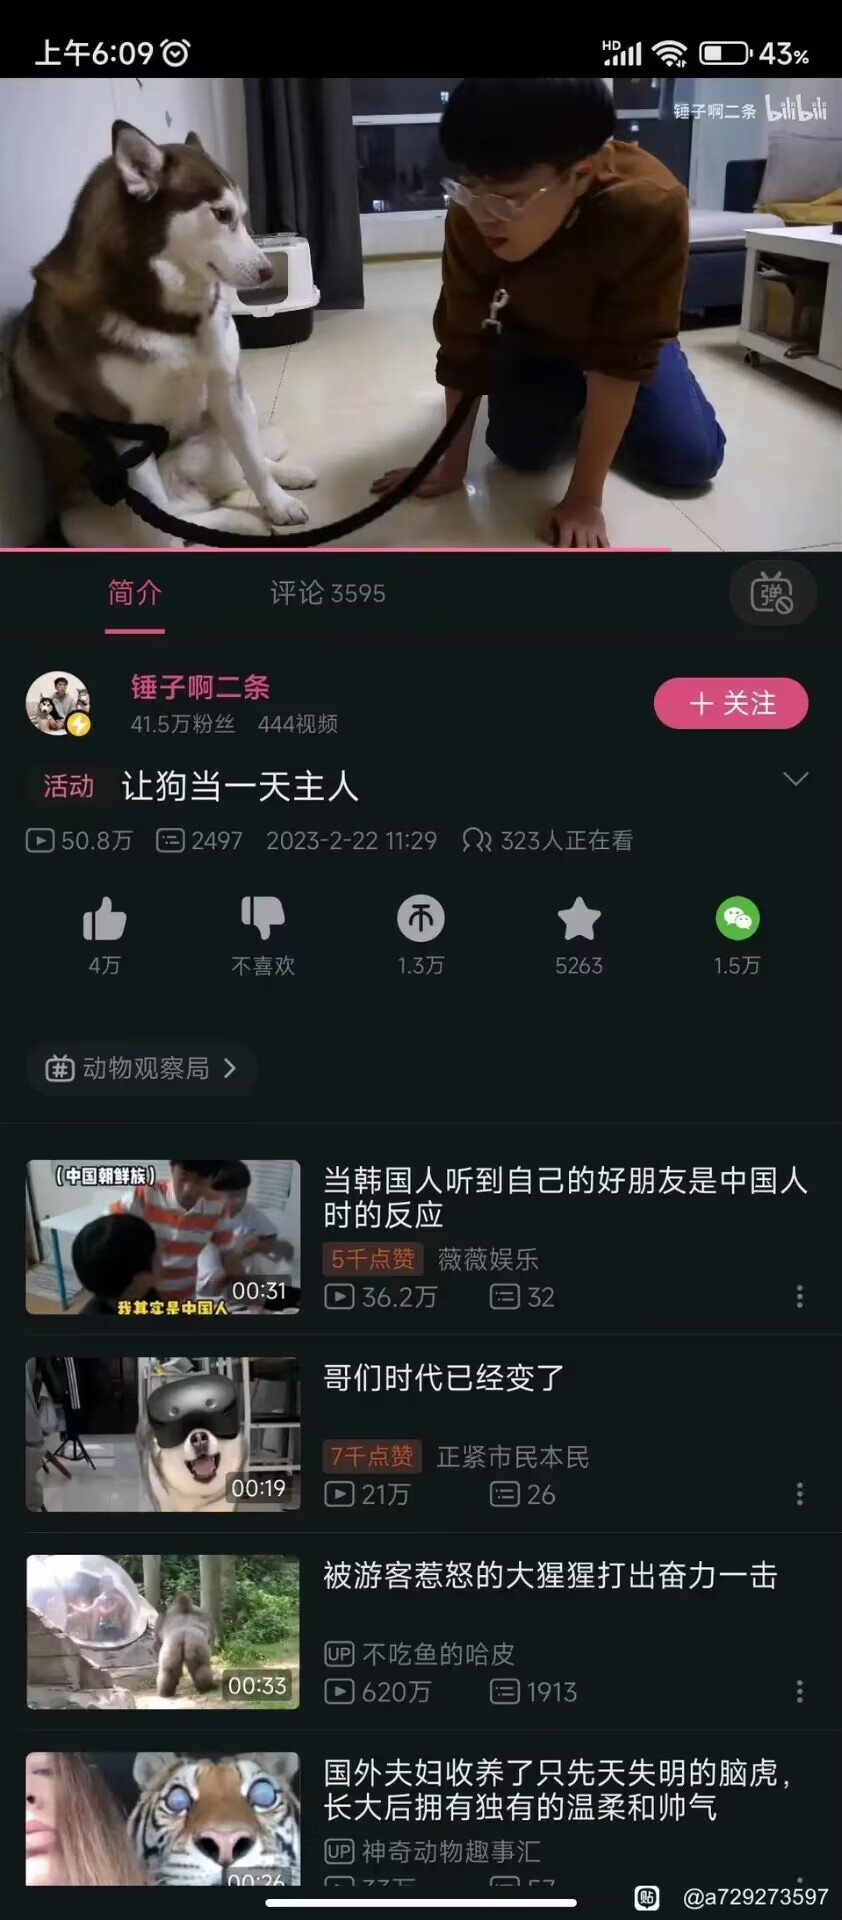 上午6:09
HD
43%
锤子啊二条 bilibili
简介
评论 3595
弹
锤子啊二条
41.5万粉丝 444视频
关注
活动 让狗当一天主人
50.8万 2497 2023-2-22 11:29 323人正在看
4万 不喜欢 1.3万 5263 1.5万
动物观察局
(中国朝鲜族)
我其实是中国人
00:31
当韩国人听到自己的好朋友是中国人
时的反应
5千点赞 薇薇娱乐
36.2万 32
00:19
哥们时代已经变了
7千点赞 正紧市民本民
21万 26
00:33
被游客惹怒的大猩猩打出奋力一击
UP 不吃鱼的哈皮
620万 1913
00:26
国外夫妇收养了只先天失明的脑虎，
长大后拥有独有的温柔和帅气
UP 神奇动物趣事汇
33万 57
贴 @a729273597